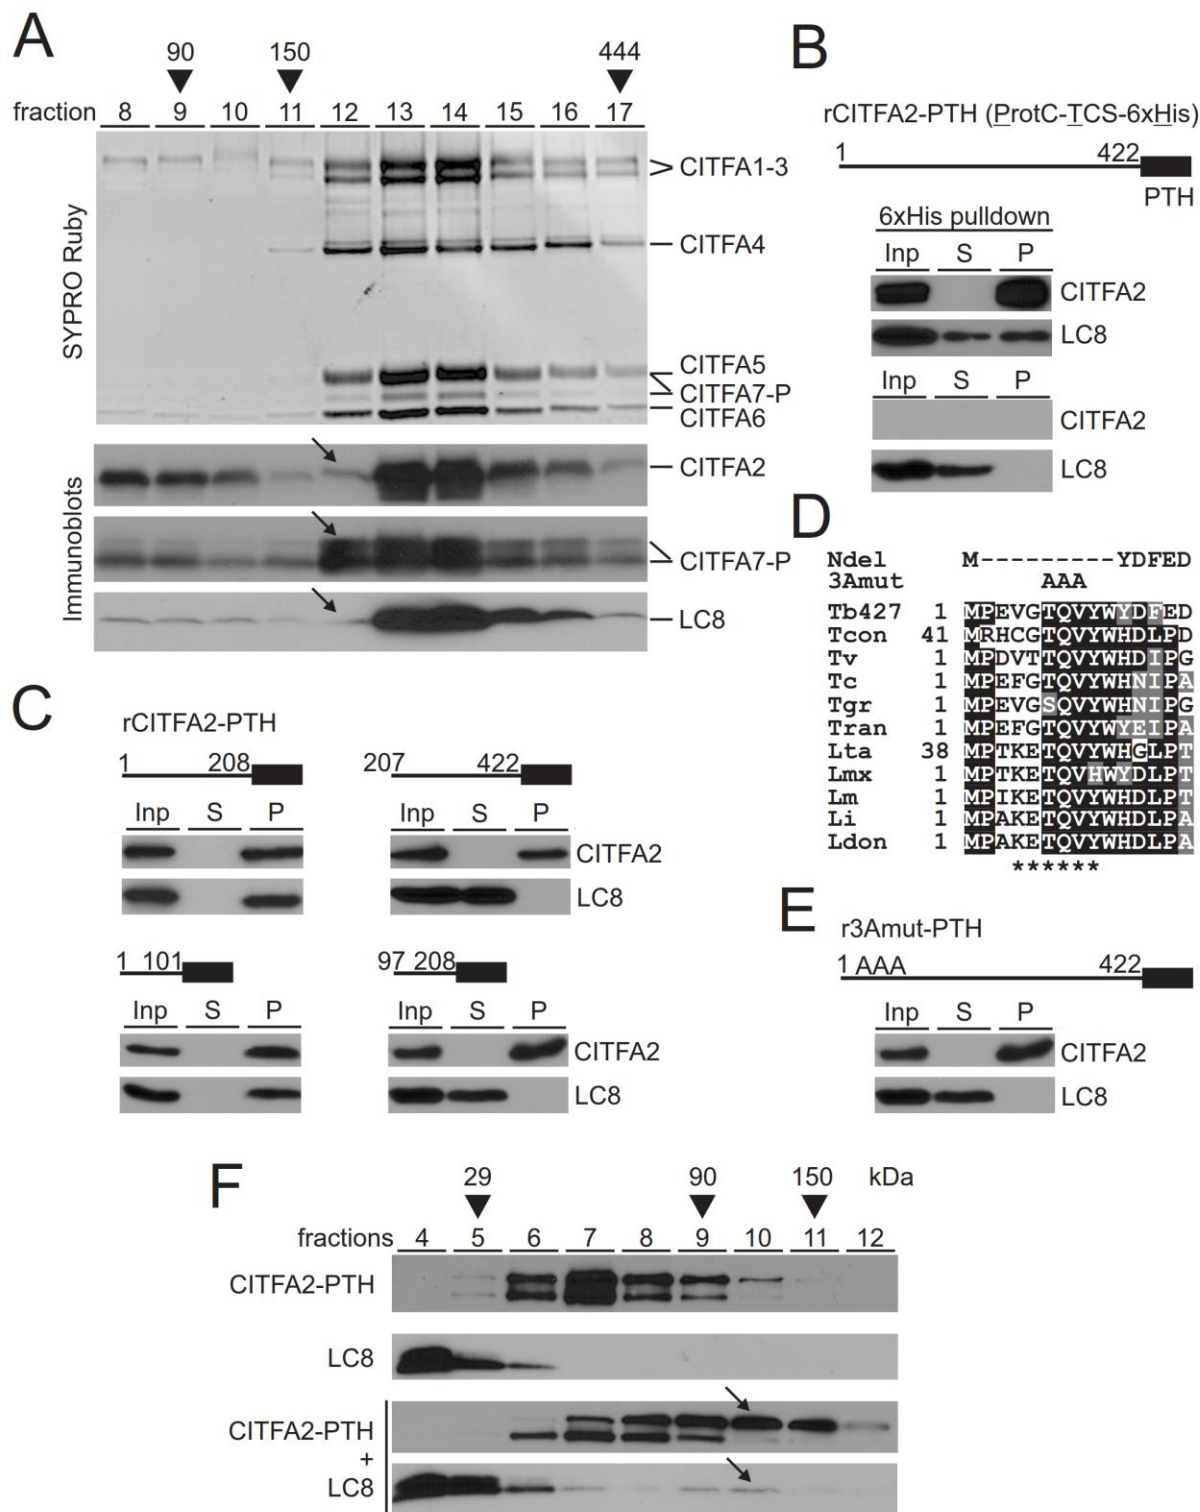 A
90 150 444
fraction 8 9 10 11 12 13 14 15 16 17
SYPRO Ruby
CITFA1-3
CITFA4
CITFA5
CITFA7-P
CITFA6
Immunoblots
CITFA2
CITFA7-P
LC8
B
rCITFA2-PTH (ProtC-TCS-6xHis)
1 422
PTH
6xHis pulldown
Inp S P
CITFA2
LC8
Inp S P
CITFA2
LC8
C
rCITFA2-PTH
1 208
Inp S P
207 422
Inp S P
CITFA2
LC8
1 101
Inp S P
97 208
Inp S P
CITFA2
LC8
D
Ndel M----------YDFED
3Amut AAA
Tb427 1 MPEVGTQVYWYDFED
Tcon 41 MRHCGTQVYWHDLPD
Tv 1 MPDVTTQVYWHDIPG
Tc 1 MPEFGTQVYWHNIPA
Tgr 1 MPEVGSQVYWHNIPG
Tran 1 MPEFGTQVYWYEIPA
Lta 38 MPTKETQVYWHGLPT
Lmx 1 MPTKETQVHWYDLPT
Lm 1 MPIKETQVYWHDLPT
Li 1 MPAKETQVYWHDLPA
Ldon 1 MPAKETQVYWHDLPA
******
E
r3Amut-PTH
1 AAA 422
Inp S P
CITFA2
LC8
F
29 90 150 kDa
fractions 4 5 6 7 8 9 10 11 12
CITFA2-PTH
LC8
CITFA2-PTH
+
LC8